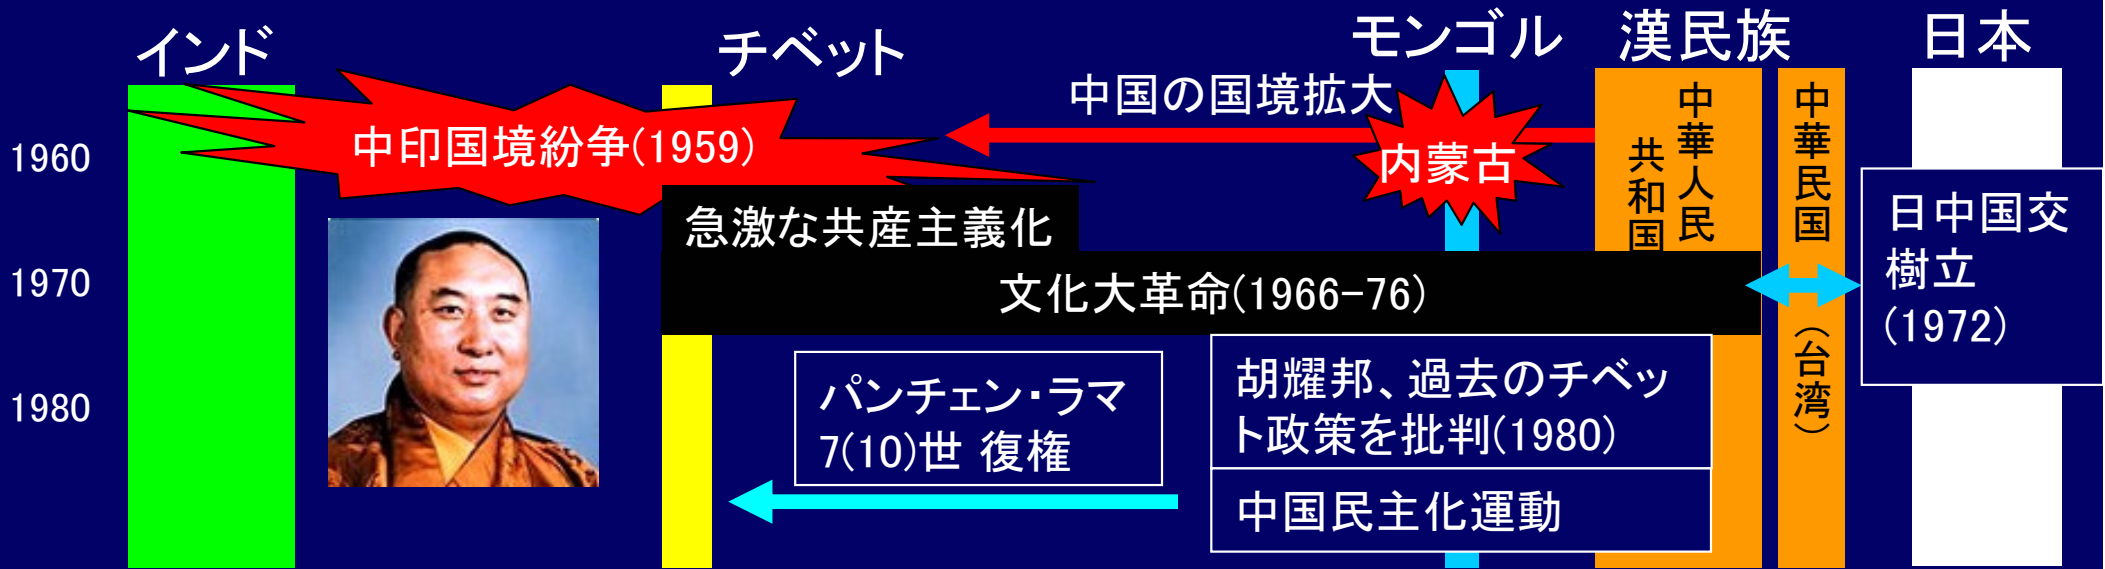 インド
チベット
モンゴル
漢民族
日本
中国の国境拡大
中印国境紛争(1959)
内蒙古
中華人民
共和国
中華民国
(台湾)
1960
急激な共産主義化
日中国交
樹立
(1972)
1970
文化大革命(1966-76)
パンチェン・ラマ
7(10)世 復権
胡耀邦、過去のチベッ
ト政策を批判(1980)
1980
中国民主化運動